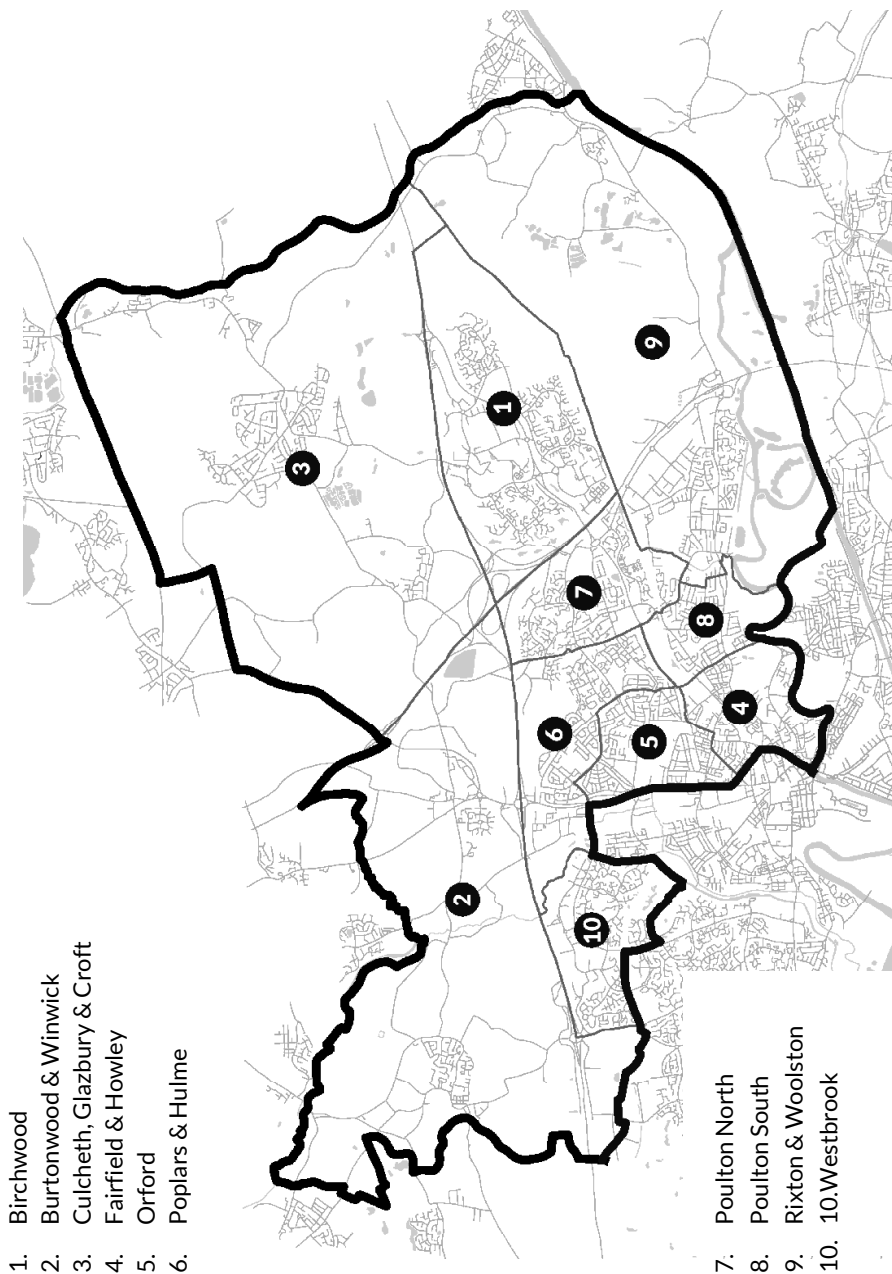 1. Birchwood
2. Burtonwood & Winwick
3. Culcheth, Glazbury & Croft
4. Fairfield & Howley
5. Orford
6. Poplars & Hulme
7. Poulton North
8. Poulton South
9. Rixton & Woolston
10. 10.Westbrook
1
2
3
4
5
6
7
8
9
10